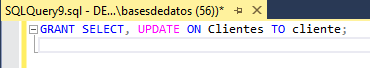 SQLQuery9.sql - DE...\basesdedatos (56))*
GRANT SELECT, UPDATE ON Clientes TO cliente;